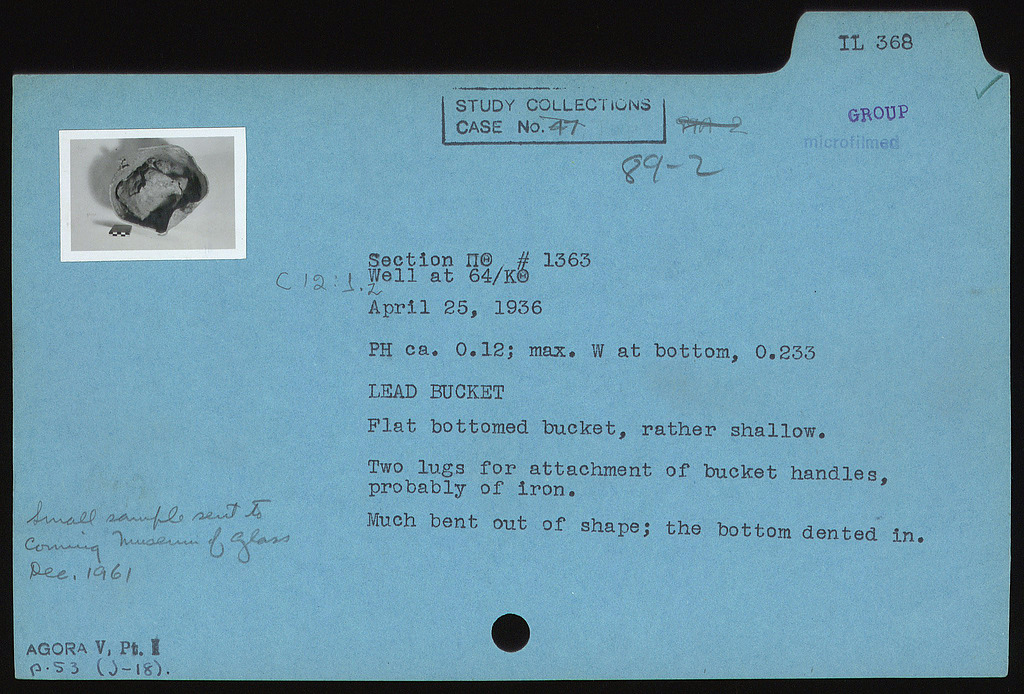 IL 368
STUDY COLLECTIONS
CASE No. 47
89-2
GROUP
microfilmed
Section ΠΘ # 1363
C 12:1.2
Well at 64/ΚΘ
April 25, 1936
PH ca. 0.12; max. W at bottom, 0.233
LEAD BUCKET
Flat bottomed bucket, rather shallow.
Two lugs for attachment of bucket handles,
probably of iron.
Much bent out of shape; the bottom dented in.
Small sample sent to
Corning Museum of Glass
Dec. 1961
AGORA V, Pt.
p. 53 (J-18).